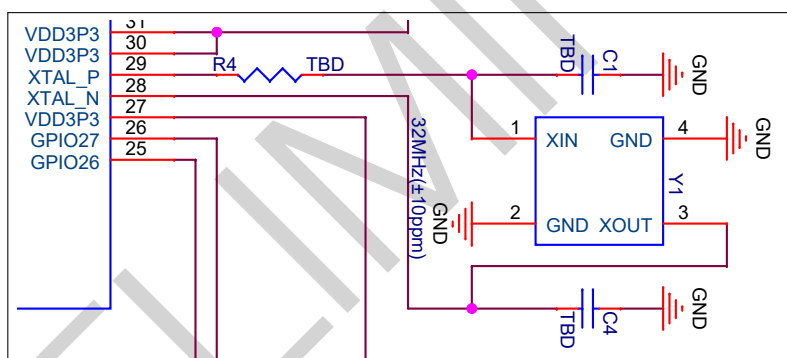 VDD3P3 31
VDD3P3 30
XTAL_P 29
XTAL_N 28
VDD3P3 27
GPIO27 26
GPIO26 25
R4 TBD
TBD C1 GND
32MHz(±10ppm)
1 XIN GND 4 GND
Y1
GND 2 GND XOUT 3
TBD C4 GND